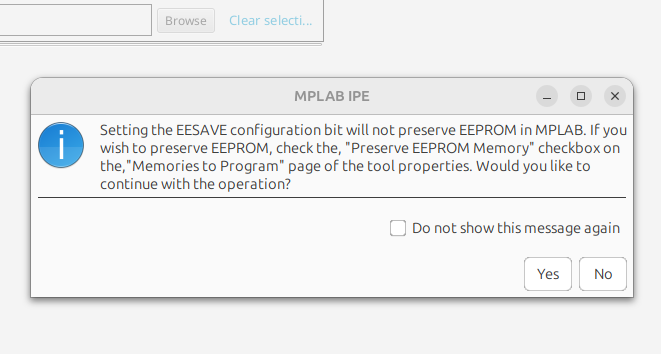 Browse
Clear selecti...
MPLAB IPE
Setting the EESAVE configuration bit will not preserve EEPROM in MPLAB. If you
wish to preserve EEPROM, check the, "Preserve EEPROM Memory" checkbox on
the,"Memories to Program" page of the tool properties. Would you like to
continue with the operation?
Do not show this message again
Yes
No